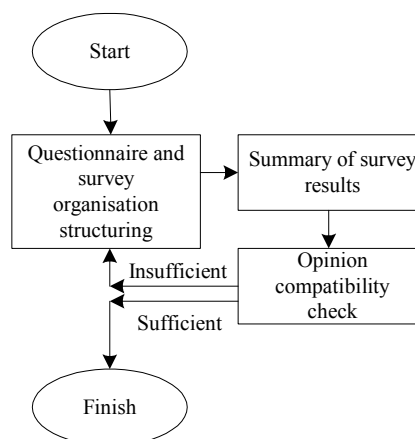 Start
Questionnaire and
survey
organisation
structuring
Summary of survey
results
Opinion
compatibility
check
Insufficient
Sufficient
Finish